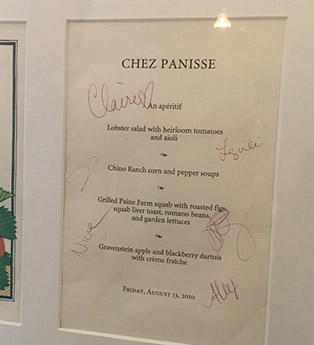 CHEZ PANISSE
An apéritif
Lobster salad with heirloom tomatoes
and aïoli
Chino Ranch corn and pepper soups
Grilled Paine Farm squab with roasted figs,
squab liver toast, romano beans,
and garden lettuces
Gravenstein apple and blackberry dartois
with crème fraîche
Nico
Alex
FRIDAY, AUGUST 13, 2010